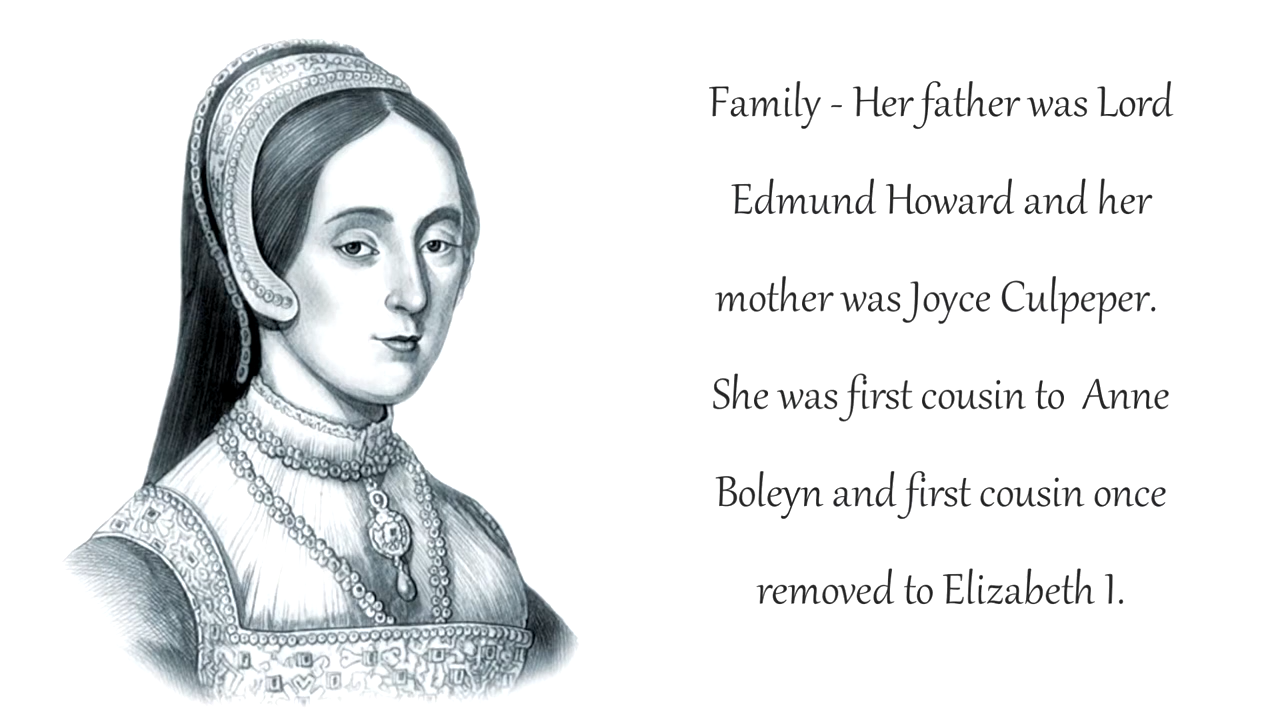 Family - Her father was Lord
Edmund Howard and her
mother was Joyce Culpeper.
She was first cousin to  Anne
Boleyn and first cousin once
removed to Elizabeth I.